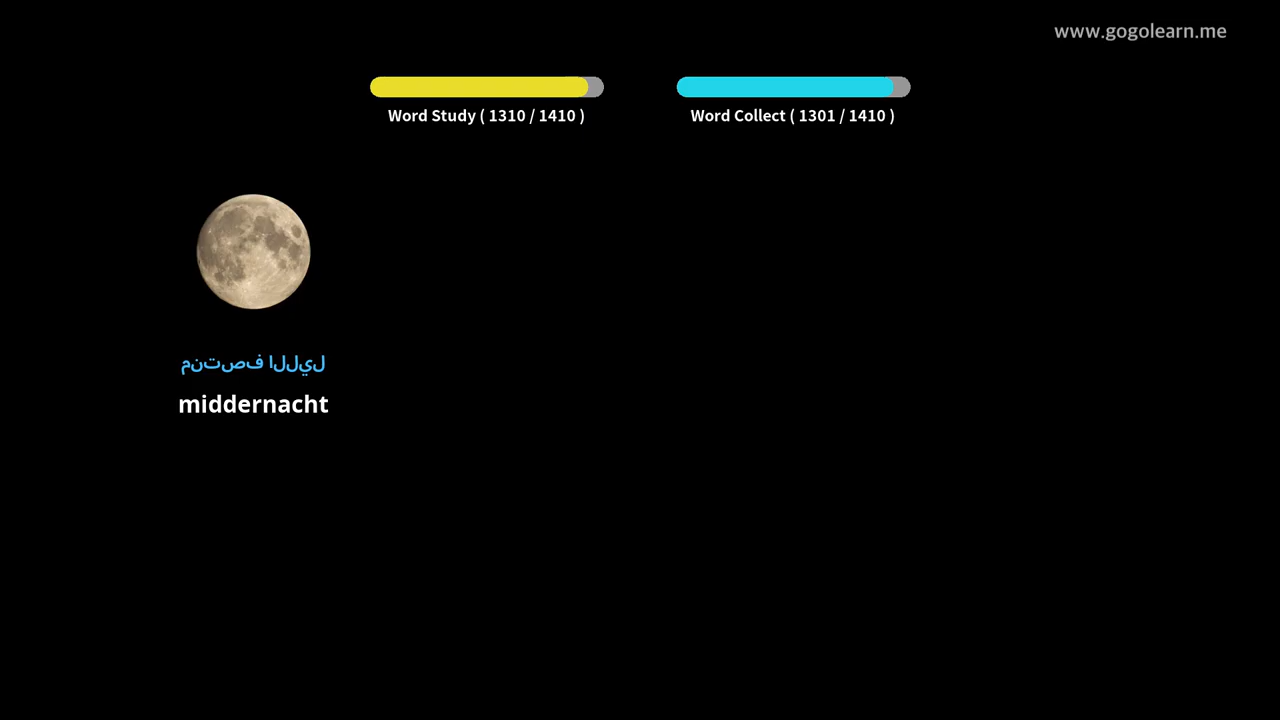 www.gogolearn.me
Word Study ( 1310 / 1410 )
Word Collect ( 1301 / 1410 )
منتصف الليل
middernacht